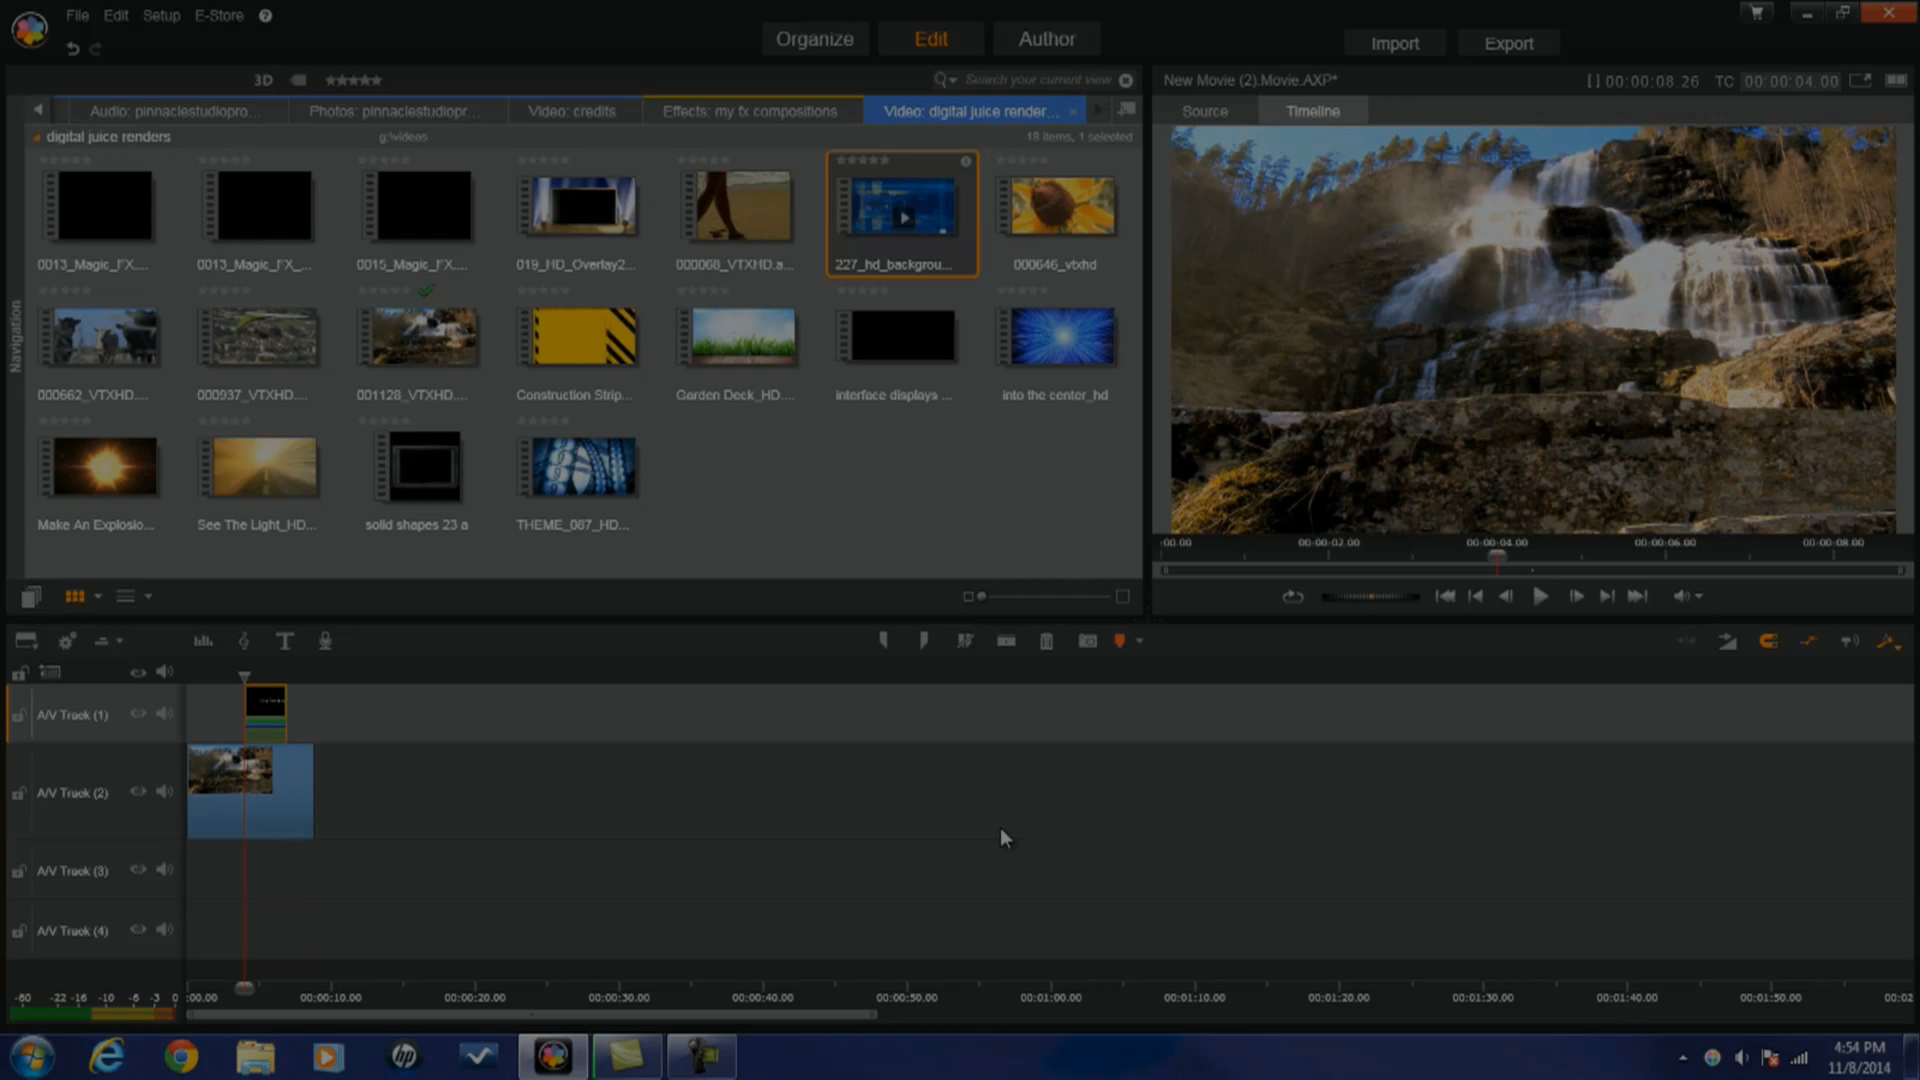 File Edit Setup E-Store ?
Organize Edit Author
Import Export
3D
Search your current view
New Movie (2).Movie.AXP*
[ ] 00:00:08.26 TC 00:00:04.00
Audio: pinnaclestudiopro... Photos: pinnaclestudiopr... Video: credits Effects: my fx compositions Video: digital juice render...
Source Timeline
digital juice renders g:\videos 18 items, 1 selected
Navigation
0013_Magic_FX.... 0013_Magic_FX_... 0015_Magic_FX.... 019_HD_Overlay2... 000068_VTXHD.a... 227_hd_backgrou... 000646_vtxhd
000662_VTXHD.... 000937_VTXHD.... 001128_VTXHD.... Construction Strip... Garden Deck_HD.... interface displays ... into the center_hd
Make An Explosio... See The Light_HD... solid shapes 23 a THEME_087_HD...
:00.00 00:00:02.00 00:00:04.00 00:00:06.00 00:00:08.00
A/V Track (1)
A/V Track (2)
A/V Track (3)
A/V Track (4)
-60 -22 -16 -10 -6 -3 0 :00.00 00:00:10.00 00:00:20.00 00:00:30.00 00:00:40.00 00:00:50.00 00:01:00.00 00:01:10.00 00:01:20.00 00:01:30.00 00:01:40.00 00:01:50.00 00:02
hp
4:54 PM
11/8/2014